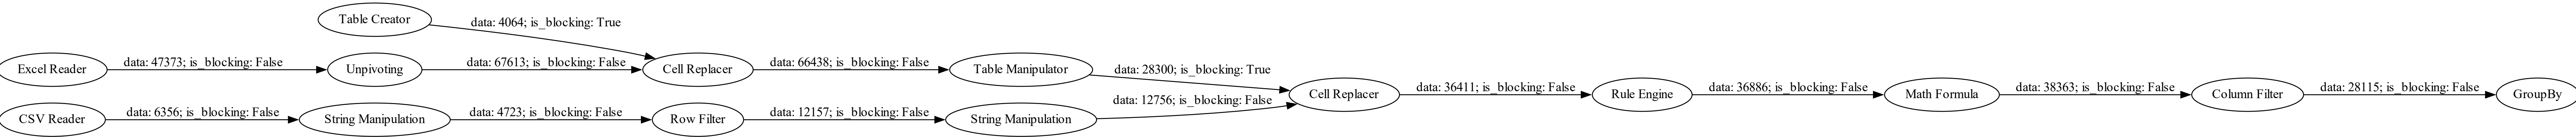 Table Creator
data: 4064; is_blocking: True
Excel Reader
data: 47373; is_blocking: False
Unpivoting
data: 67613; is_blocking: False
Cell Replacer
data: 66438; is_blocking: False
Table Manipulator
data: 28300; is_blocking: True
CSV Reader
data: 6356; is_blocking: False
String Manipulation
data: 4723; is_blocking: False
Row Filter
data: 12157; is_blocking: False
String Manipulation
data: 12756; is_blocking: False
Cell Replacer
data: 36411; is_blocking: False
Rule Engine
data: 36886; is_blocking: False
Math Formula
data: 38363; is_blocking: False
Column Filter
data: 28115; is_blocking: False
GroupBy